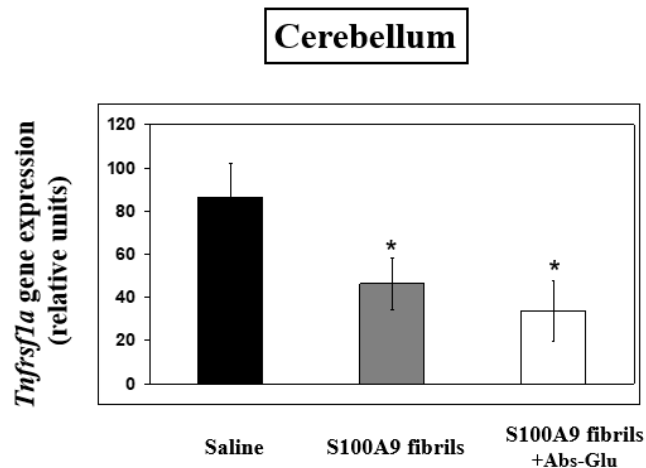 Cerebellum
Tnfrsf1a gene expression
(relative units)
120
100
80
60
40
20
0
*
*
Saline
S100A9 fibrils
S100A9 fibrils
+Abs-Glu